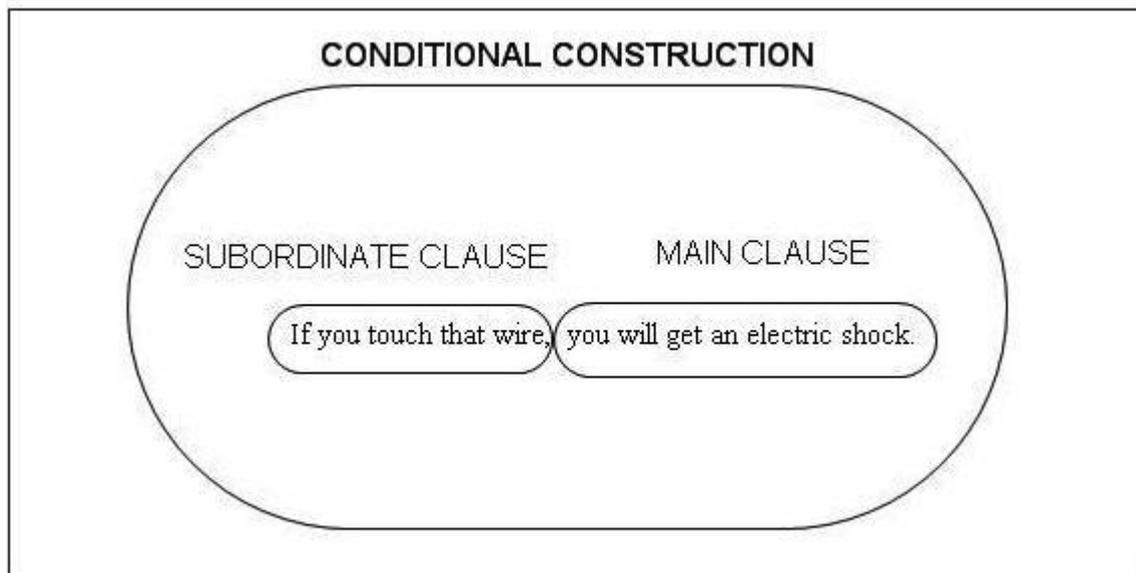 CONDITIONAL CONSTRUCTION
SUBORDINATE CLAUSE MAIN CLAUSE
If you touch that wire, you will get an electric shock.